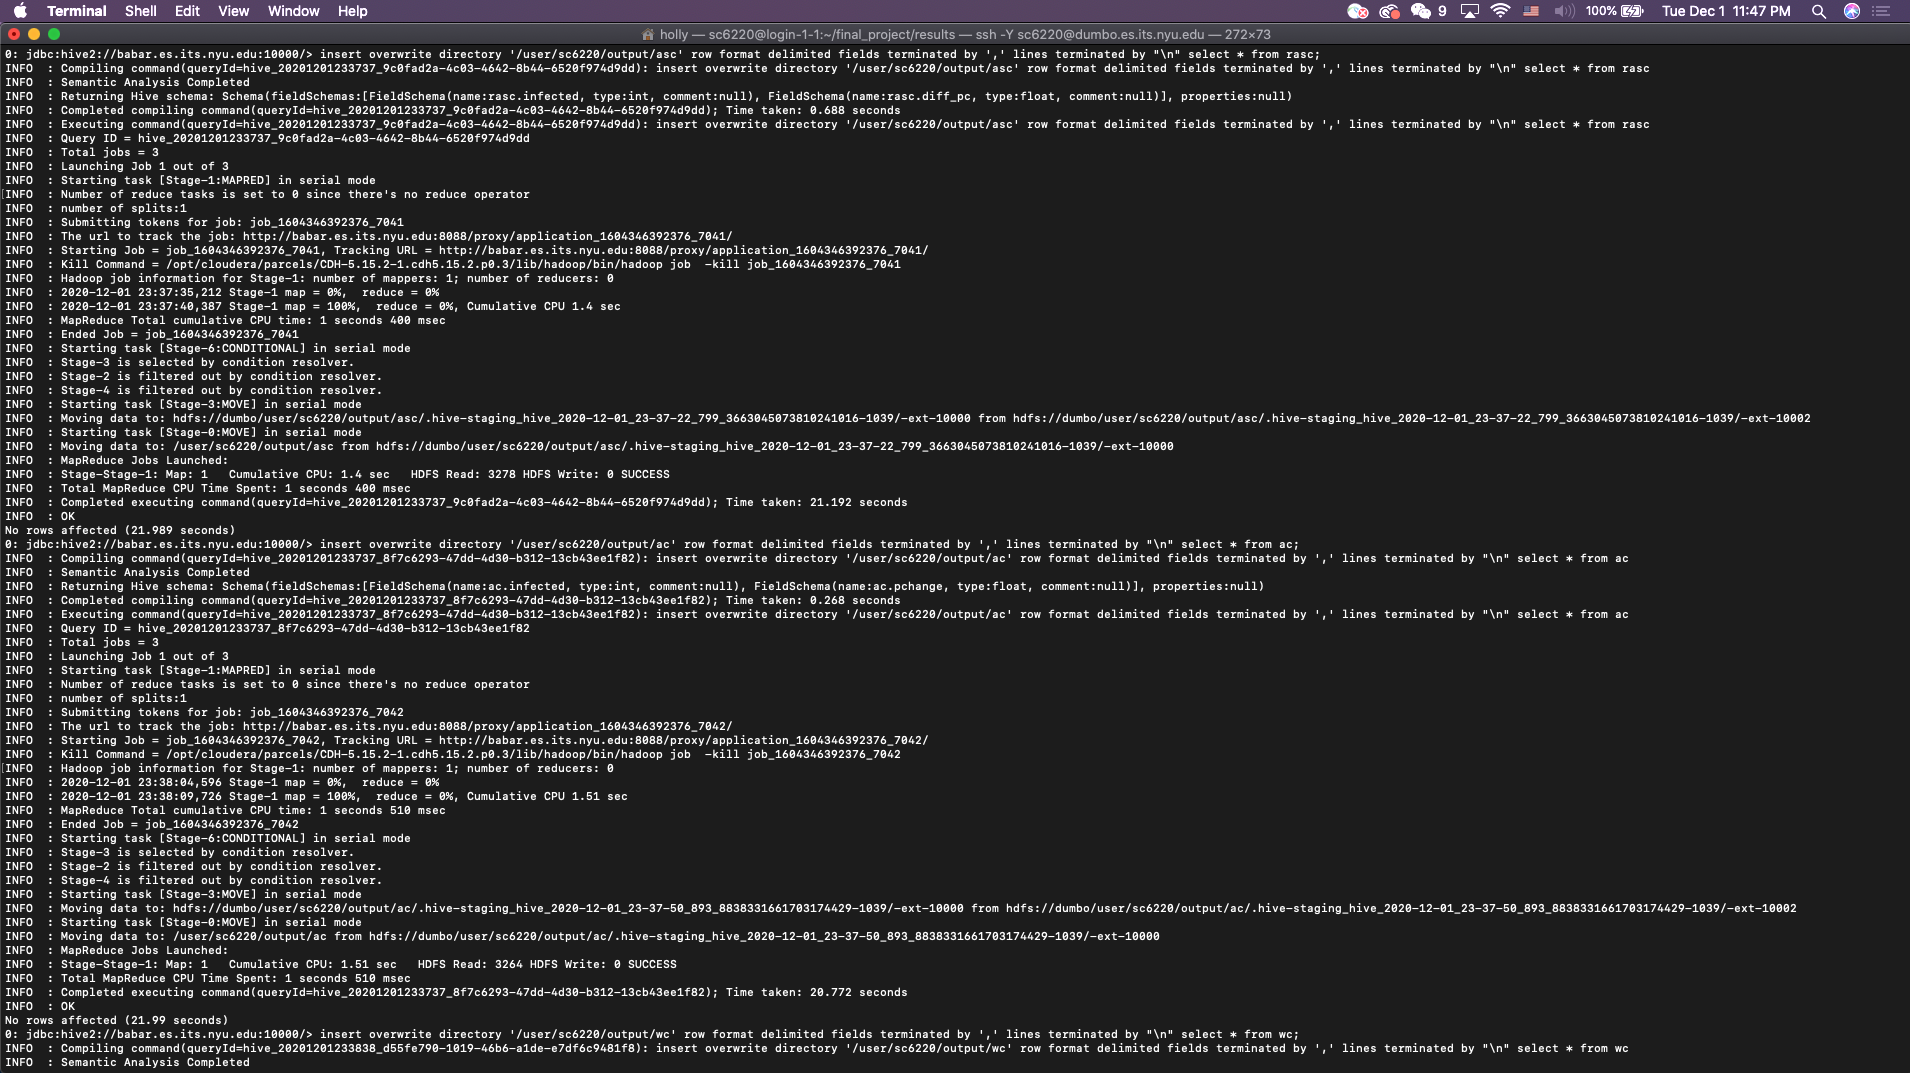 Terminal Shell Edit View Window Help 9 100% Tue Dec 1 11:47 PM
holly — sc6220@login-1-1:~/final_project/results — ssh -Y sc6220@dumbo.es.its.nyu.edu — 272×73
0: jdbc:hive2://babar.es.its.nyu.edu:10000/> insert overwrite directory '/user/sc6220/output/asc' row format delimited fields terminated by ',' lines terminated by "\n" select * from rasc;
INFO  : Compiling command(queryId=hive_20201201233737_9c0fad2a-4c03-4642-8b44-6520f974d9dd): insert overwrite directory '/user/sc6220/output/asc' row format delimited fields terminated by ',' lines terminated by "\n" select * from rasc
INFO  : Semantic Analysis Completed
INFO  : Returning Hive schema: Schema(fieldSchemas:[FieldSchema(name:rasc.infected, type:int, comment:null), FieldSchema(name:rasc.diff_pc, type:float, comment:null)], properties:null)
INFO  : Completed compiling command(queryId=hive_20201201233737_9c0fad2a-4c03-4642-8b44-6520f974d9dd); Time taken: 0.688 seconds
INFO  : Executing command(queryId=hive_20201201233737_9c0fad2a-4c03-4642-8b44-6520f974d9dd): insert overwrite directory '/user/sc6220/output/asc' row format delimited fields terminated by ',' lines terminated by "\n" select * from rasc
INFO  : Query ID = hive_20201201233737_9c0fad2a-4c03-4642-8b44-6520f974d9dd
INFO  : Total jobs = 3
INFO  : Launching Job 1 out of 3
INFO  : Starting task [Stage-1:MAPRED] in serial mode
INFO  : Number of reduce tasks is set to 0 since there's no reduce operator
INFO  : number of splits:1
INFO  : Submitting tokens for job: job_1604346392376_7041
INFO  : The url to track the job: http://babar.es.its.nyu.edu:8088/proxy/application_1604346392376_7041/
INFO  : Starting Job = job_1604346392376_7041, Tracking URL = http://babar.es.its.nyu.edu:8088/proxy/application_1604346392376_7041/
INFO  : Kill Command = /opt/cloudera/parcels/CDH-5.15.2-1.cdh5.15.2.p0.3/lib/hadoop/bin/hadoop job  -kill job_1604346392376_7041
INFO  : Hadoop job information for Stage-1: number of mappers: 1; number of reducers: 0
INFO  : 2020-12-01 23:37:35,212 Stage-1 map = 0%,  reduce = 0%
INFO  : 2020-12-01 23:37:40,387 Stage-1 map = 100%,  reduce = 0%, Cumulative CPU 1.4 sec
INFO  : MapReduce Total cumulative CPU time: 1 seconds 400 msec
INFO  : Ended Job = job_1604346392376_7041
INFO  : Starting task [Stage-6:CONDITIONAL] in serial mode
INFO  : Stage-3 is selected by condition resolver.
INFO  : Stage-2 is filtered out by condition resolver.
INFO  : Stage-4 is filtered out by condition resolver.
INFO  : Starting task [Stage-3:MOVE] in serial mode
INFO  : Moving data to: hdfs://dumbo/user/sc6220/output/asc/.hive-staging_hive_2020-12-01_23-37-22_799_3663045073810241016-1039/-ext-10000 from hdfs://dumbo/user/sc6220/output/asc/.hive-staging_hive_2020-12-01_23-37-22_799_3663045073810241016-1039/-ext-10002
INFO  : Starting task [Stage-0:MOVE] in serial mode
INFO  : Moving data to: /user/sc6220/output/asc from hdfs://dumbo/user/sc6220/output/asc/.hive-staging_hive_2020-12-01_23-37-22_799_3663045073810241016-1039/-ext-10000
INFO  : MapReduce Jobs Launched:
INFO  : Stage-Stage-1: Map: 1   Cumulative CPU: 1.4 sec   HDFS Read: 3278 HDFS Write: 0 SUCCESS
INFO  : Total MapReduce CPU Time Spent: 1 seconds 400 msec
INFO  : Completed executing command(queryId=hive_20201201233737_9c0fad2a-4c03-4642-8b44-6520f974d9dd); Time taken: 21.192 seconds
INFO  : OK
No rows affected (21.989 seconds)
0: jdbc:hive2://babar.es.its.nyu.edu:10000/> insert overwrite directory '/user/sc6220/output/ac' row format delimited fields terminated by ',' lines terminated by "\n" select * from ac;
INFO  : Compiling command(queryId=hive_20201201233737_8f7c6293-47dd-4d30-b312-13cb43ee1f82): insert overwrite directory '/user/sc6220/output/ac' row format delimited fields terminated by ',' lines terminated by "\n" select * from ac
INFO  : Semantic Analysis Completed
INFO  : Returning Hive schema: Schema(fieldSchemas:[FieldSchema(name:ac.infected, type:int, comment:null), FieldSchema(name:ac.pchange, type:float, comment:null)], properties:null)
INFO  : Completed compiling command(queryId=hive_20201201233737_8f7c6293-47dd-4d30-b312-13cb43ee1f82); Time taken: 0.268 seconds
INFO  : Executing command(queryId=hive_20201201233737_8f7c6293-47dd-4d30-b312-13cb43ee1f82): insert overwrite directory '/user/sc6220/output/ac' row format delimited fields terminated by ',' lines terminated by "\n" select * from ac
INFO  : Query ID = hive_20201201233737_8f7c6293-47dd-4d30-b312-13cb43ee1f82
INFO  : Total jobs = 3
INFO  : Launching Job 1 out of 3
INFO  : Starting task [Stage-1:MAPRED] in serial mode
INFO  : Number of reduce tasks is set to 0 since there's no reduce operator
INFO  : number of splits:1
INFO  : Submitting tokens for job: job_1604346392376_7042
INFO  : The url to track the job: http://babar.es.its.nyu.edu:8088/proxy/application_1604346392376_7042/
INFO  : Starting Job = job_1604346392376_7042, Tracking URL = http://babar.es.its.nyu.edu:8088/proxy/application_1604346392376_7042/
INFO  : Kill Command = /opt/cloudera/parcels/CDH-5.15.2-1.cdh5.15.2.p0.3/lib/hadoop/bin/hadoop job  -kill job_1604346392376_7042
INFO  : Hadoop job information for Stage-1: number of mappers: 1; number of reducers: 0
INFO  : 2020-12-01 23:38:04,596 Stage-1 map = 0%,  reduce = 0%
INFO  : 2020-12-01 23:38:09,726 Stage-1 map = 100%,  reduce = 0%, Cumulative CPU 1.51 sec
INFO  : MapReduce Total cumulative CPU time: 1 seconds 510 msec
INFO  : Ended Job = job_1604346392376_7042
INFO  : Starting task [Stage-6:CONDITIONAL] in serial mode
INFO  : Stage-3 is selected by condition resolver.
INFO  : Stage-2 is filtered out by condition resolver.
INFO  : Stage-4 is filtered out by condition resolver.
INFO  : Starting task [Stage-3:MOVE] in serial mode
INFO  : Moving data to: hdfs://dumbo/user/sc6220/output/ac/.hive-staging_hive_2020-12-01_23-37-50_893_8838331661703174429-1039/-ext-10000 from hdfs://dumbo/user/sc6220/output/ac/.hive-staging_hive_2020-12-01_23-37-50_893_8838331661703174429-1039/-ext-10002
INFO  : Starting task [Stage-0:MOVE] in serial mode
INFO  : Moving data to: /user/sc6220/output/ac from hdfs://dumbo/user/sc6220/output/ac/.hive-staging_hive_2020-12-01_23-37-50_893_8838331661703174429-1039/-ext-10000
INFO  : MapReduce Jobs Launched:
INFO  : Stage-Stage-1: Map: 1   Cumulative CPU: 1.51 sec   HDFS Read: 3264 HDFS Write: 0 SUCCESS
INFO  : Total MapReduce CPU Time Spent: 1 seconds 510 msec
INFO  : Completed executing command(queryId=hive_20201201233737_8f7c6293-47dd-4d30-b312-13cb43ee1f82); Time taken: 20.772 seconds
INFO  : OK
No rows affected (21.99 seconds)
0: jdbc:hive2://babar.es.its.nyu.edu:10000/> insert overwrite directory '/user/sc6220/output/wc' row format delimited fields terminated by ',' lines terminated by "\n" select * from wc;
INFO  : Compiling command(queryId=hive_20201201233838_d55fe790-1019-46b6-a1de-e7df6c9481f8): insert overwrite directory '/user/sc6220/output/wc' row format delimited fields terminated by ',' lines terminated by "\n" select * from wc
INFO  : Semantic Analysis Completed